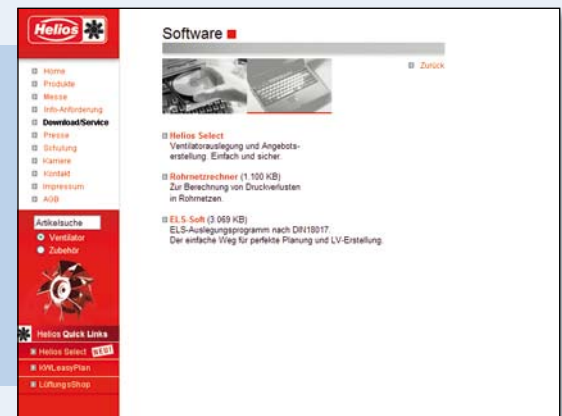 Helios
Software
Zurück
Home
Produkte
Messe
Info-Anforderung
Download/Service
Presse
Schulung
Karriere
Kontakt
Impressum
AGB
Artikelsuche
Ventilator
Zubehör
Helios Quick Links
Helios Select NEU!
KWLeasyPlan
LüftungsShop
Helios Select
Ventilatorauslegung und Angebots-
erstellung. Einfach und sicher.
Rohrnetzrechner (1.100 KB)
Zur Berechnung von Druckverlusten
in Rohrnetzen.
ELS-Soft (3.069 KB)
ELS-Auslegungsprogramm nach DIN18017.
Der einfache Weg für perfekte Planung und LV-Erstellung.